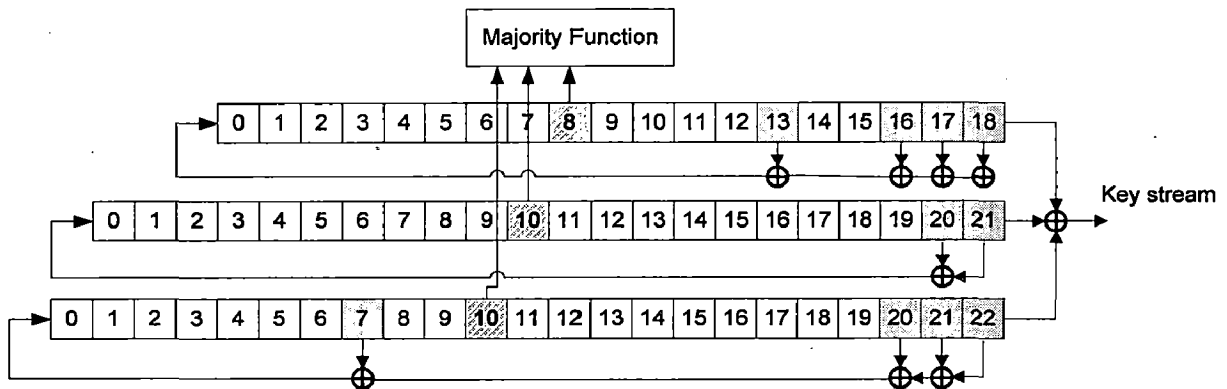 Majority Function
0 1 2 3 4 5 6 7 8 9 10 11 12 13 14 15 16 17 18
Key stream
0 1 2 3 4 5 6 7 8 9 10 11 12 13 14 15 16 17 18 19 20 21
0 1 2 3 4 5 6 7 8 9 10 11 12 13 14 15 16 17 18 19 20 21 22